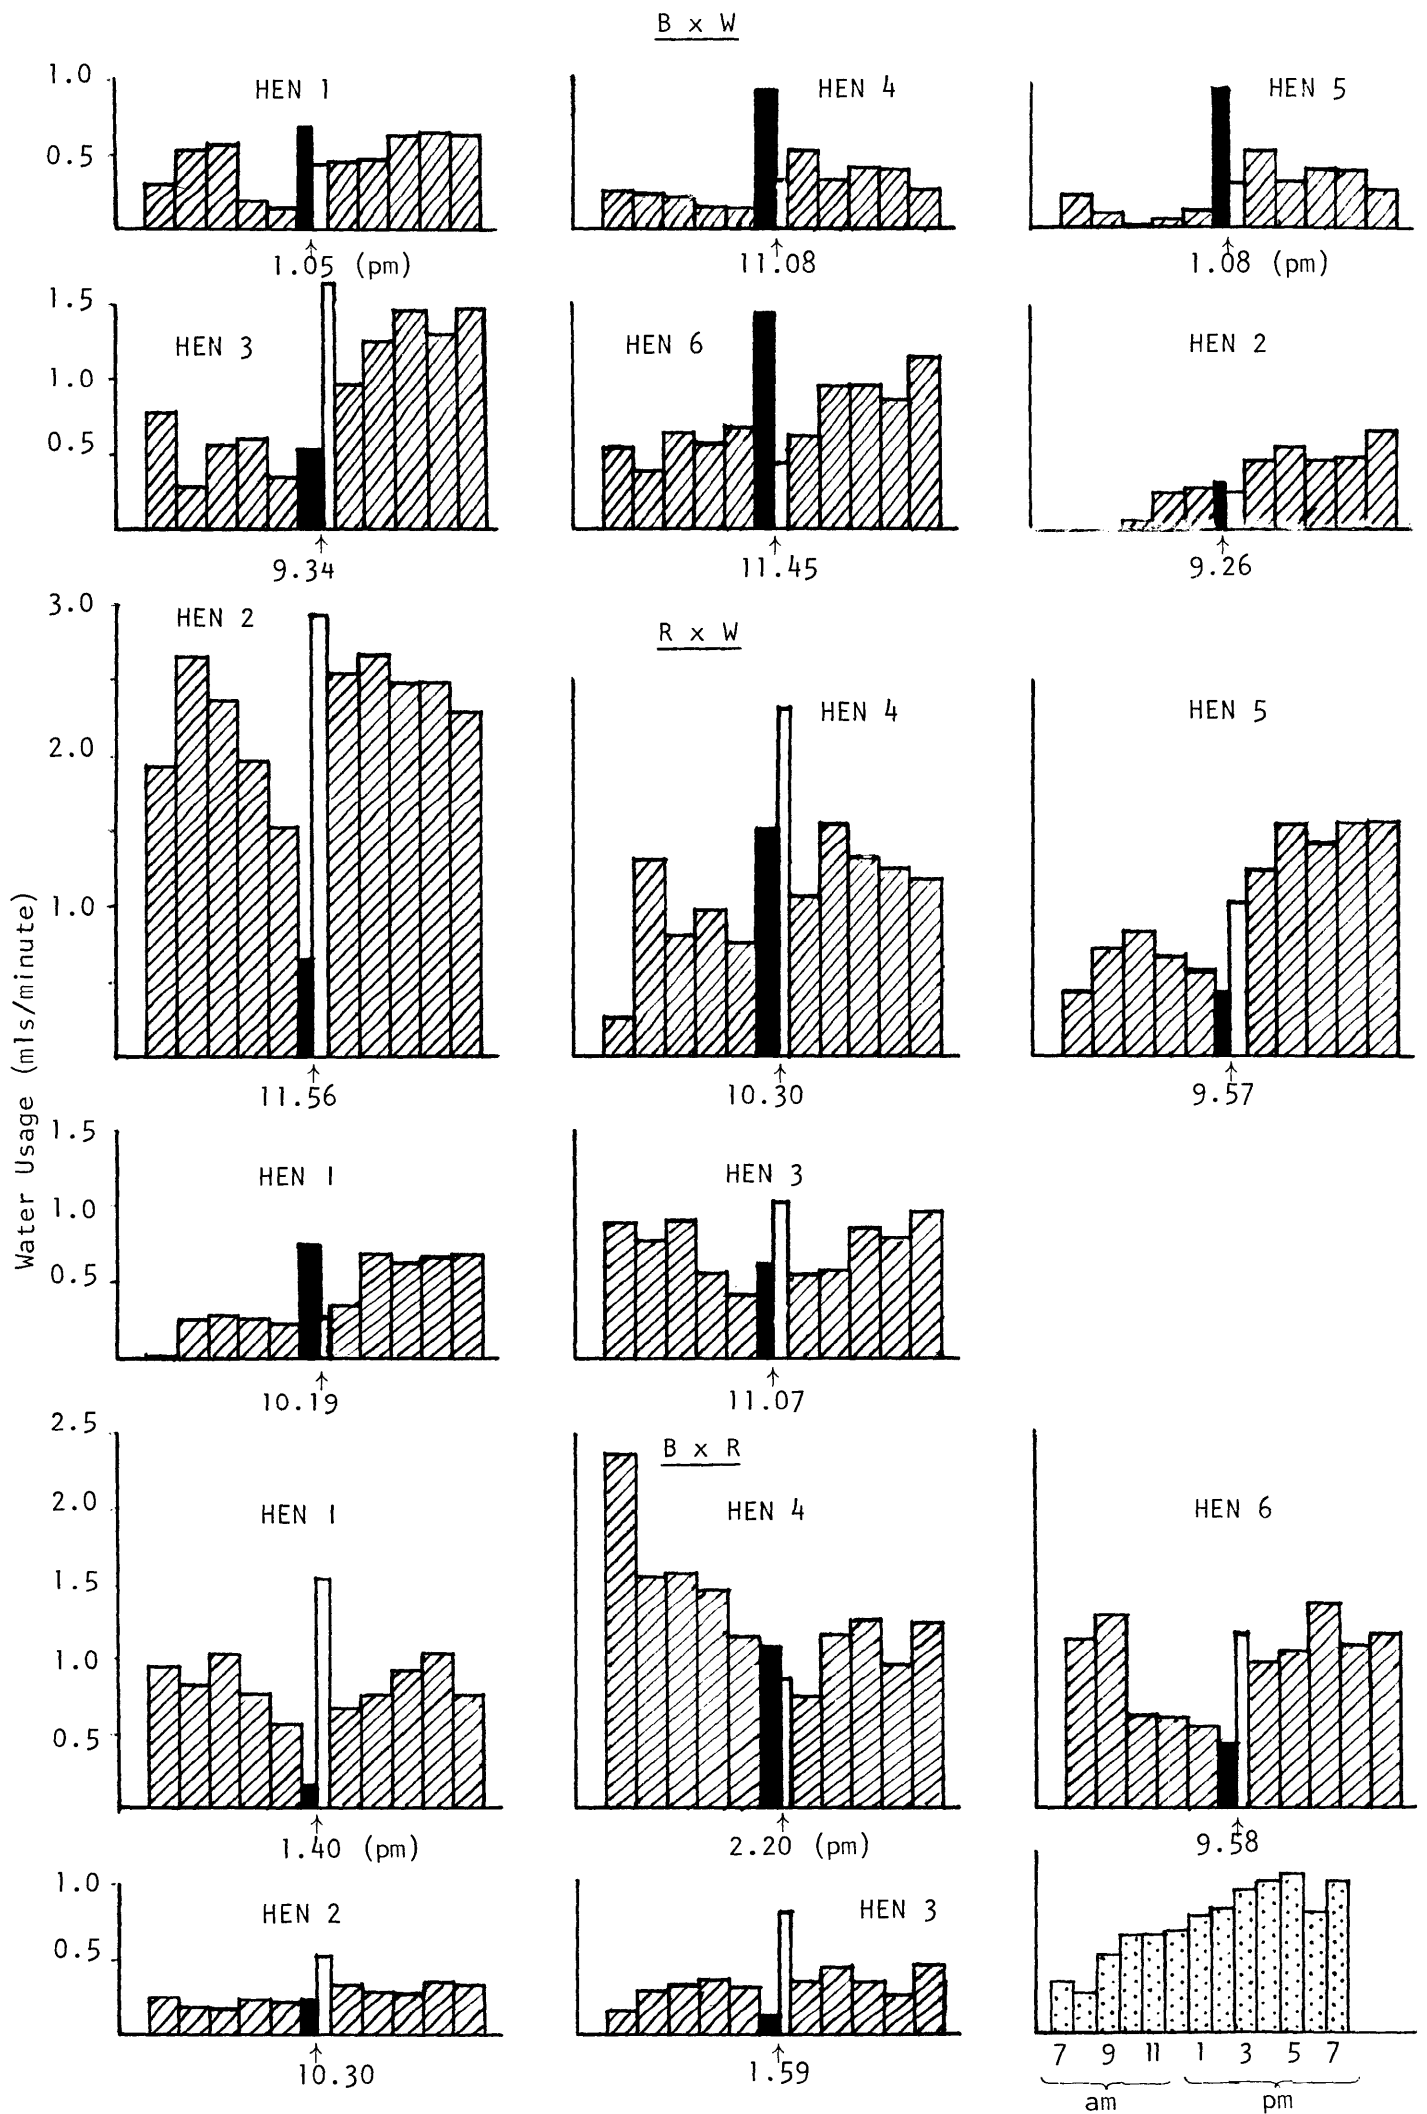 B x W
1.0
0.5
HEN 1
HEN 4
HEN 5
1.05 (pm)
11.08
1.08 (pm)
1.5
1.0
0.5
HEN 3
HEN 6
HEN 2
9.34
11.45
9.26
3.0
2.0
1.0
HEN 2
R x W
HEN 4
HEN 5
11.56
10.30
9.57
Water Usage (mls/minute)
1.5
1.0
0.5
HEN 1
HEN 3
10.19
11.07
2.5
2.0
1.5
1.0
0.5
B x R
HEN 1
HEN 4
HEN 6
1.40 (pm)
2.20 (pm)
9.58
1.0
0.5
HEN 2
HEN 3
10.30
1.59
7 9 11 1 3 5 7
am pm